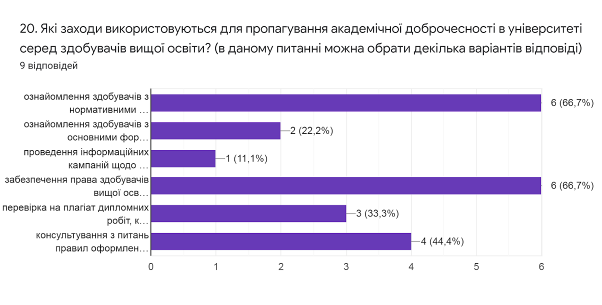 20. Які заходи використовуються для пропагування академічної доброчесності в університеті
серед здобувачів вищої освіти? (в даному питанні можна обрати декілька варіантів відповіді)
9 відповідей
ознайомлення здобувачів з
нормативними …
6 (66,7%)
ознайомлення здобувачів з
основними фор…
2 (22,2%)
проведення інформаційних
кампаній щодо …
1 (11,1%)
забезпечення права здобувачів
вищої осв…
6 (66,7%)
перевірка на плагіат дипломних
робіт, к…
3 (33,3%)
консультування з питань
правил оформлен…
4 (44,4%)
0 1 2 3 4 5 6